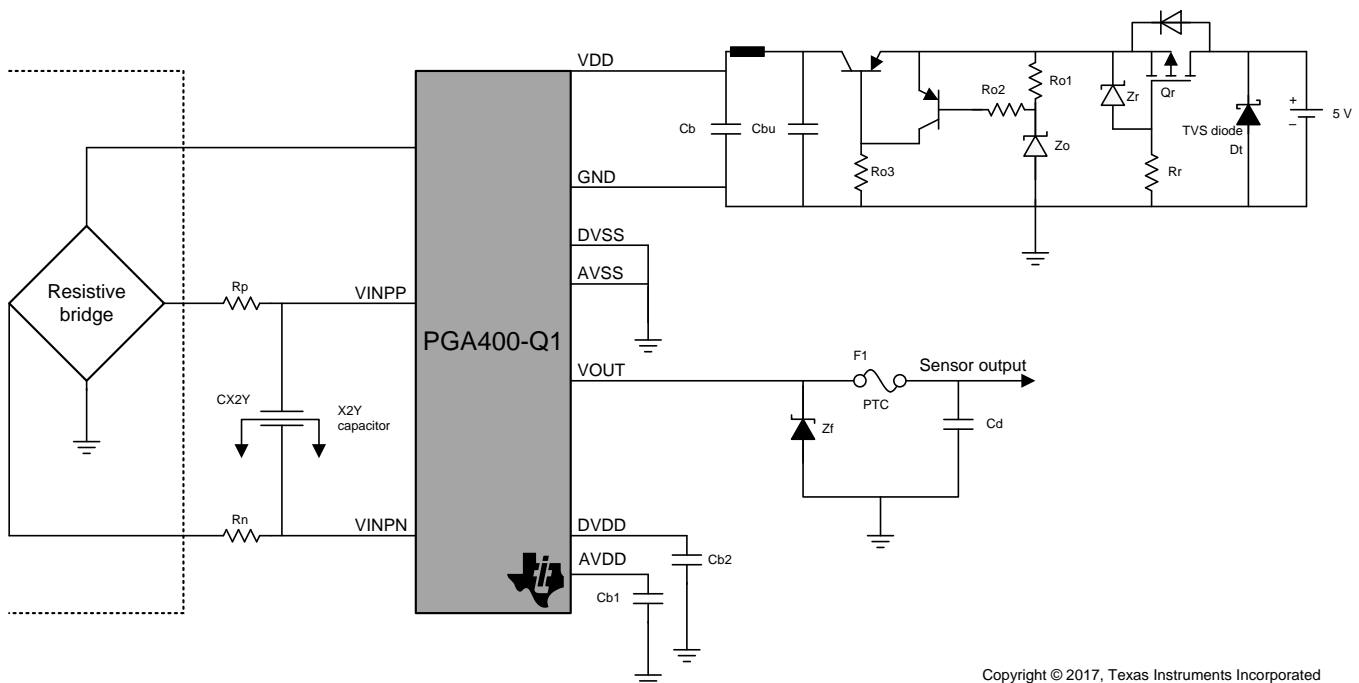 VDD
Cb
Cbu
Ro3
Ro2
Ro1
Zo
Zr
Qr
Rr
TVS diode
Dt
+
–
5 V
GND
DVSS
AVSS
Resistive
bridge
Rp
VINPP
PGA400-Q1
VOUT
F1
PTC
Sensor output
Zf
Cd
CX2Y
X2Y
capacitor
Rn
VINPN
DVDD
AVDD
Cb2
Cb1
ti
Copyright © 2017, Texas Instruments Incorporated